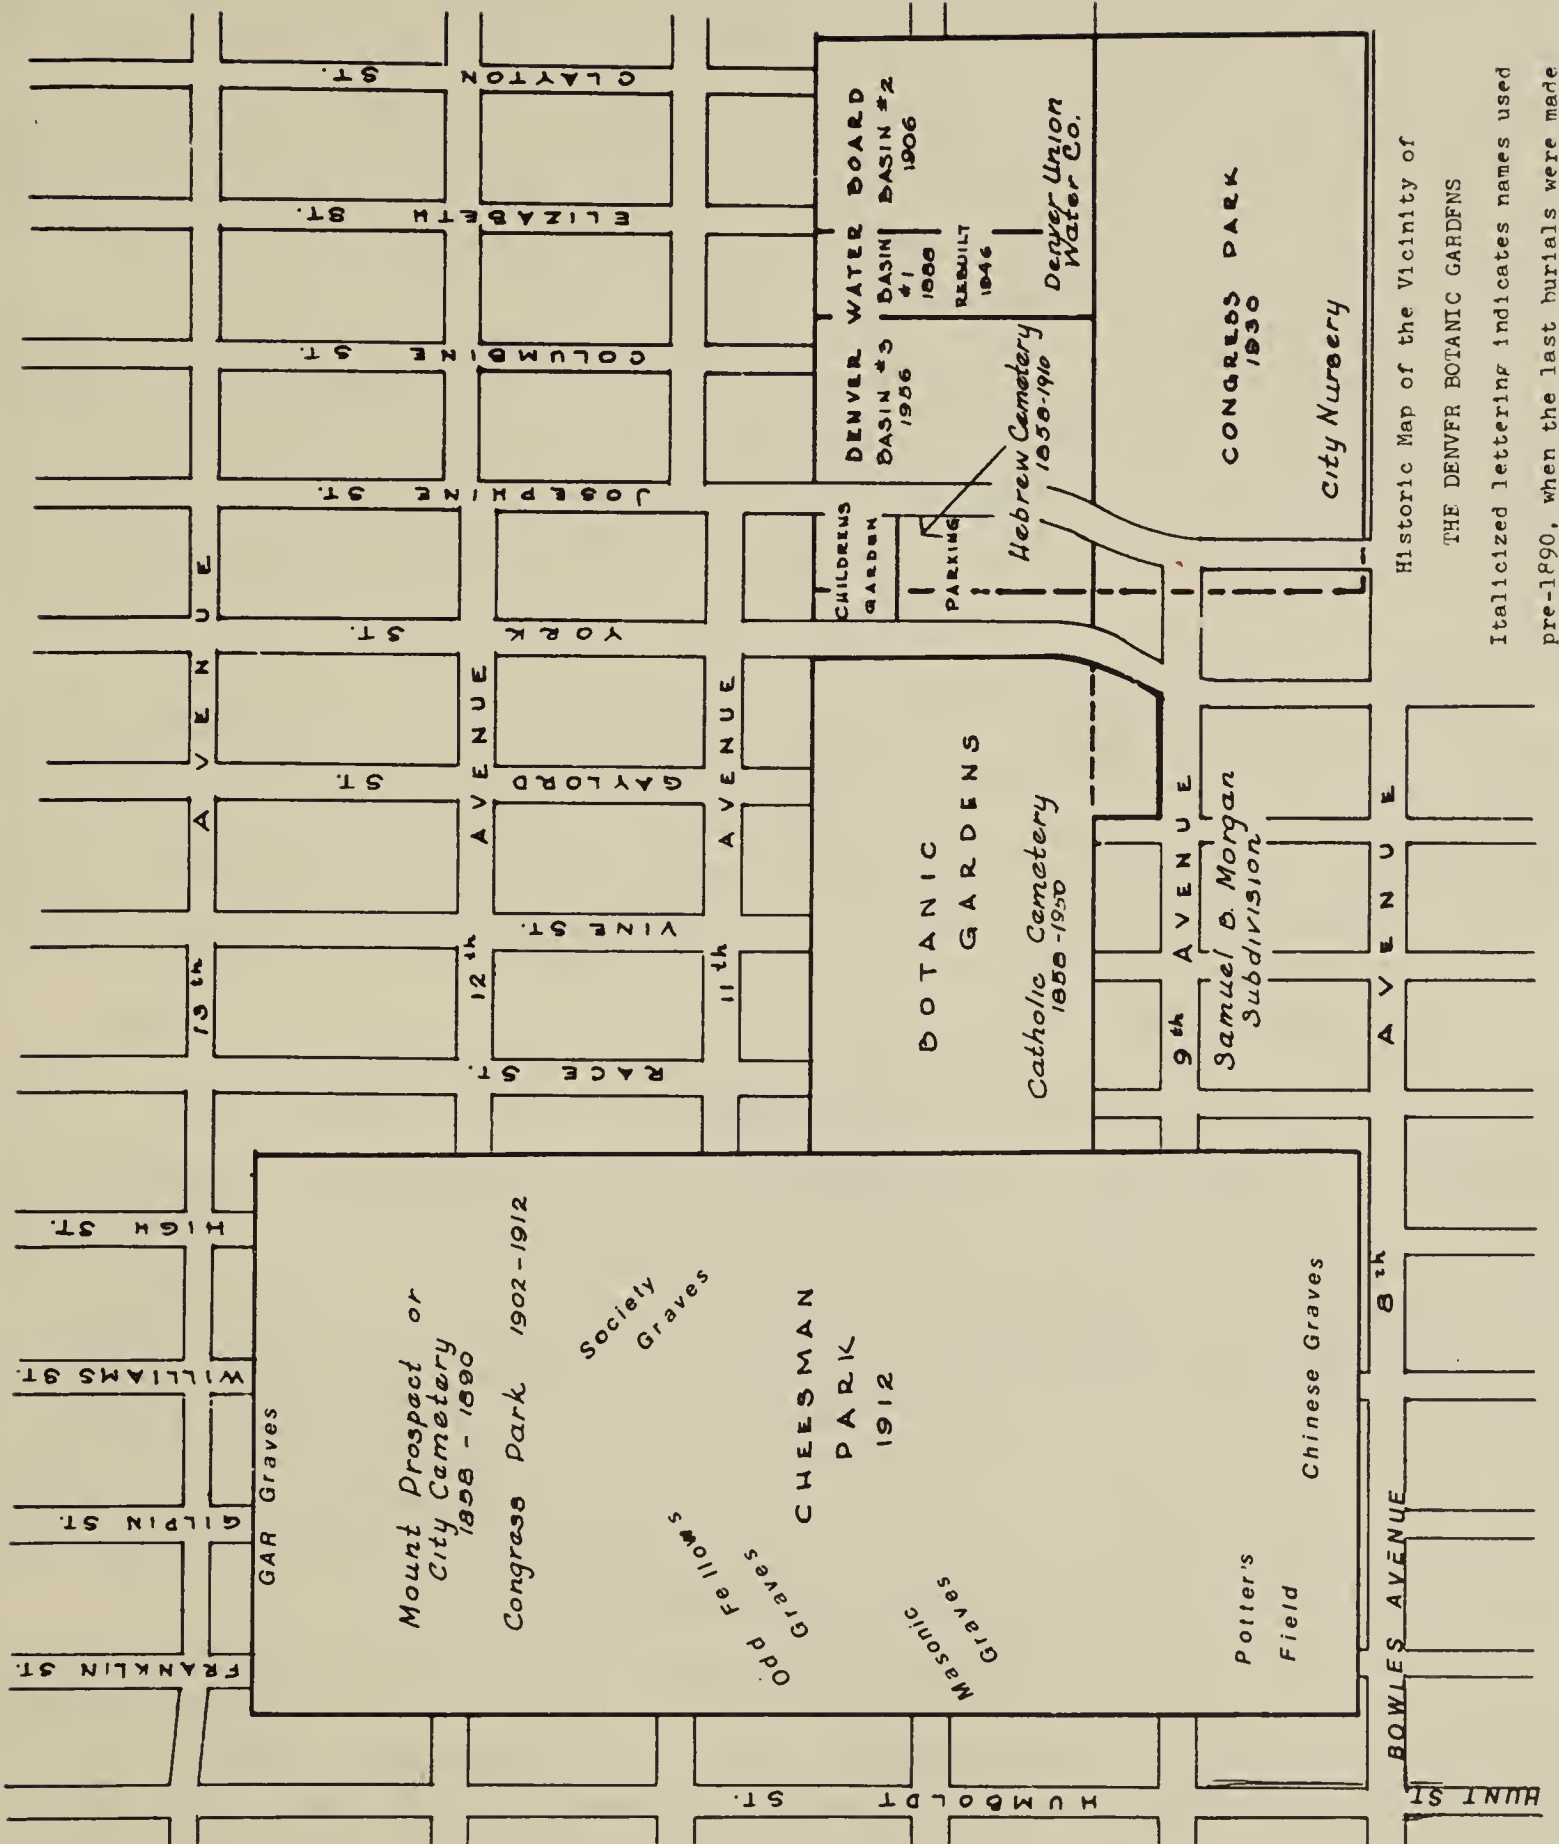 CLAYTON ST.
ELIZABETH ST.
COLUMBINE ST.
JOSEPHINE ST.
YORK ST.
GAYLORD ST
VINE ST.
RACE ST.
HIGH ST.
WILLIAMS ST.
GILPIN ST.
FRANKLIN ST.
HUMBOLDT ST.
HUNT ST
13th AVENUE
12th AVENUE
11th AVENUE
9th AVENUE
8th AVENUE
BOWLES AVENUE
DENVER WATER BOARD
BASIN #3
1956
BASIN
#1
1888
REBUILT
1946
BASIN #2
1906
Denver Union
Water Co.
Hebrew Cemetery
1858-1910
CHILDRENS
GARDEN
PARKING
CONGRESS PARK
1930
City Nursery
BOTANIC
GARDENS
Catholic Cemetery
1858-1950
Samuel B. Morgan
Subdivision
GAR Graves
Mount Prospect or
City Cemetery
1858 - 1890
Congress Park 1902-1912
Society
Graves
CHEESMAN
PARK
1912
Odd Fellows
Graves
Masonic
Graves
Potter's
Field
Chinese Graves
Historic Map of the Vicinity of
THE DENVFR BOTANIC GARDFNS
Italicized lettering indicates names used
pre-1890, when the last burials were made